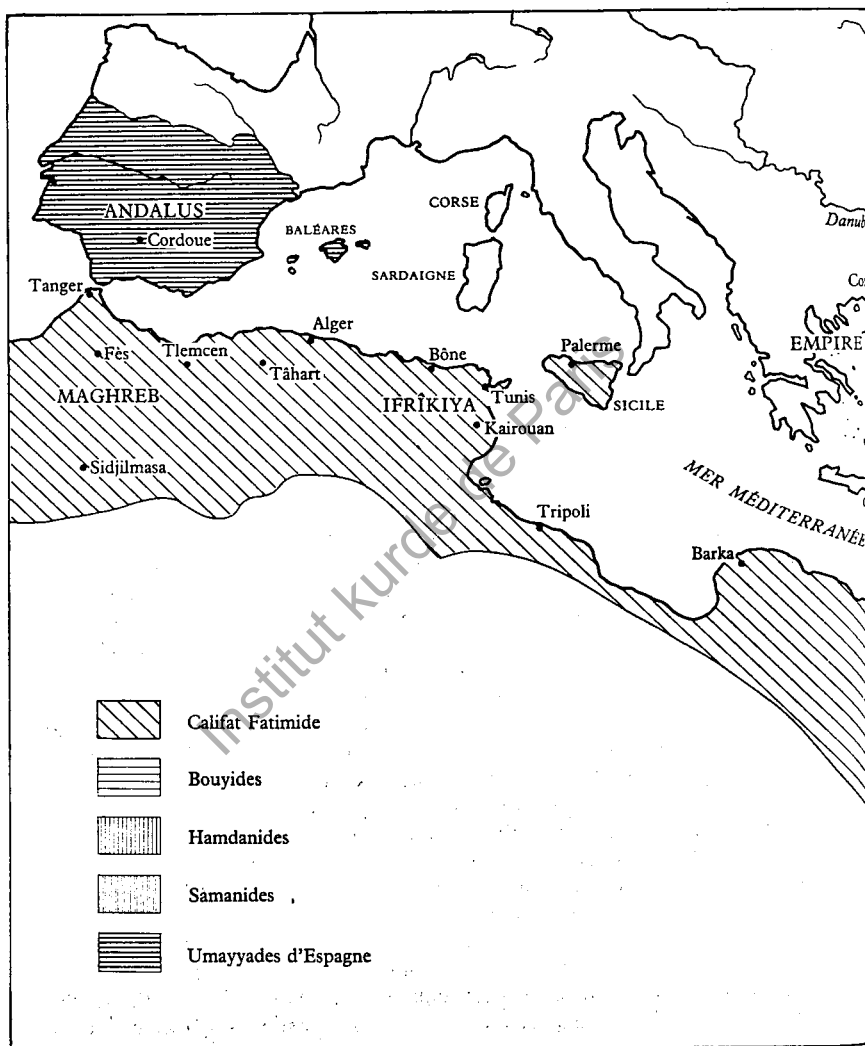 CORSE
Danub
ANDALUS
BALÉARES
Cordoue
SARDAIGNE
Tanger
Alger
EMPIRE
Fès
Tlemcen
Bône
Palerme
Tâhart
Tunis
MAGHREB
IFRÎKIYA
SICILE
Kairouan
Sidjilmasa
MER MÉDITERRANÉE
Tripoli
Barka
Institut kurde de Paris
Califat Fatimide
Bouyides
Hamdanides
Samanides
Umayyades d'Espagne